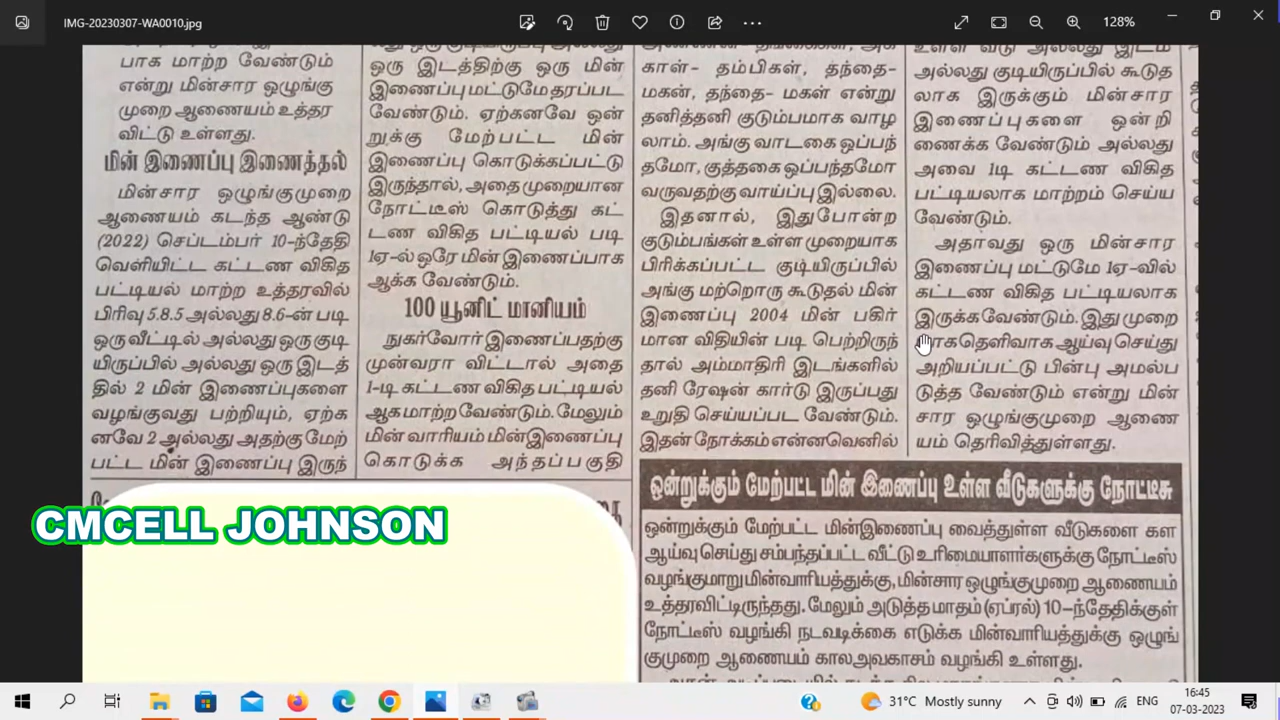 IMG-20230307-WA0010.jpg
128%
பாக மாற்ற வேண்டும்
என்று மின்சார ஒழுங்கு
முறை ஆணையம் உத்தர
விட்டு உள்ளது.
மின் இணைப்பு இணைத்தல்
மின்சார ஒழுங்குமுறை
ஆணையம் கடந்த ஆண்டு
(2022) செப்டம்பர் 10-ந்தேதி
வெளியிட்ட கட்டண விகித
பட்டியல் மாற்ற உத்தரவில்
பிரிவு 5.8.5 அல்லது 8.6-ன் படி
ஒரு வீட்டில் அல்லது ஒரு குடி
யிருப்பில் அல்லது ஒரு இடத்
தில் 2 மின் இணைப்புகளை
வழங்குவது பற்றியும், ஏற்க
னவே 2 அல்லது அதற்கு மேற்
பட்ட மின் இணைப்பு இருந்
ஒரு இடத்திற்கு ஒரு மின்
இணைப்பு மட்டுமே தரப்பட
வேண்டும். ஏற்கனவே ஒன்
றுக்கு மேற்பட்ட மின்
இணைப்பு கொடுக்கப்பட்டு
இருந்தால், அதை முறையான
நோட்டீஸ் கொடுத்து கட்
டண விகித பட்டியல் படி
1ஏ-ல் ஒரே மின் இணைப்பாக
ஆக்க வேண்டும்.
100 யூனிட் மானியம்
நுகர்வோர் இணைப்பதற்கு
முன்வரா விட்டால் அதை
1-டி கட்டண விகித பட்டியல்
ஆக மாற்ற வேண்டும். மேலும்
மின் வாரியம் மின்இணைப்பு
கொடுக்க அந்தப்பகுதி
காள்- தம்பிகள், தந்தை-
மகன், தந்தை- மகள் என்று
தனித்தனி குடும்பமாக வாழ
லாம். அங்கு வாடகை ஒப்பந்
தமோ, குத்தகை ஒப்பந்தமோ
வருவதற்கு வாய்ப்பு இல்லை.
இதனால், இதுபோன்ற
குடும்பங்கள் உள்ள முறையாக
பிரிக்கப்பட்ட குடியிருப்பில்
அங்கு மற்றொரு கூடுதல் மின்
இணைப்பு 2004 மின் பகிர்
மான விதியின் படி பெற்றிருந்
தால் அம்மாதிரி இடங்களில்
தனி ரேஷன் கார்டு இருப்பது
உறுதி செய்யப்பட வேண்டும்.
இதன் நோக்கம் என்னவெனில்
உள்ள வீடு அல்லது இடம்
அல்லது குடியிருப்பில் கூடுத
லாக இருக்கும் மின்சார
இணைப்புகளை ஒன்றி
ணைக்க வேண்டும் அல்லது
அவை 1டி கட்டண விகித
பட்டியலாக மாற்றம் செய்ய
வேண்டும்.
அதாவது ஒரு மின்சார
இணைப்பு மட்டுமே 1ஏ-வில்
கட்டண விகித பட்டியலாக
இருக்கவேண்டும். இது முறை
யாக தெளிவாக ஆய்வு செய்து
அறியப்பட்டு பின்பு அமல்ப
டுத்த வேண்டும் என்று மின்
சார ஒழுங்குமுறை ஆணை
யம் தெரிவித்துள்ளது.
ஒன்றுக்கும் மேற்பட்ட மின் இணைப்பு உள்ள வீடுகளுக்கு நோட்டீசு
ஒன்றுக்கும் மேற்பட்ட மின்இணைப்பு வைத்துள்ள வீடுகளை கள
ஆய்வு செய்து சம்பந்தப்பட்ட வீட்டு உரிமையாளர்களுக்கு நோட்டீஸ்
வழங்குமாறு மின்வாரியத்துக்கு, மின்சார ஒழுங்குமுறை ஆணையம்
உத்தரவிட்டிருந்தது. மேலும் அடுத்த மாதம் (ஏப்ரல்) 10-ந்தேதிக்குள்
நோட்டீஸ் வழங்கி நடவடிக்கை எடுக்க மின்வாரியத்துக்கு ஒழுங்
குமுறை ஆணையம் காலஅவகாசம் வழங்கி உள்ளது.
CMCELL JOHNSON
31°C Mostly sunny
ENG
16:45
07-03-2023